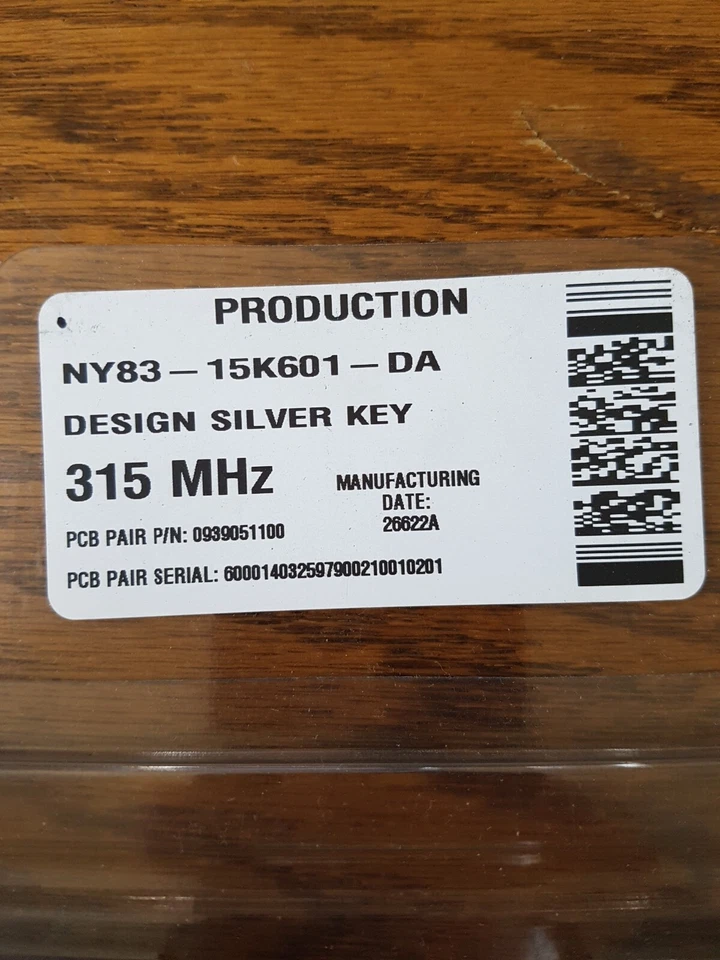 PRODUCTION
NY83 — 15K601 — DA
DESIGN SILVER KEY
315 MHz
MANUFACTURING
DATE:
26622A
PCB PAIR P/N: 0939051100
PCB PAIR SERIAL: 600014032597900210010201